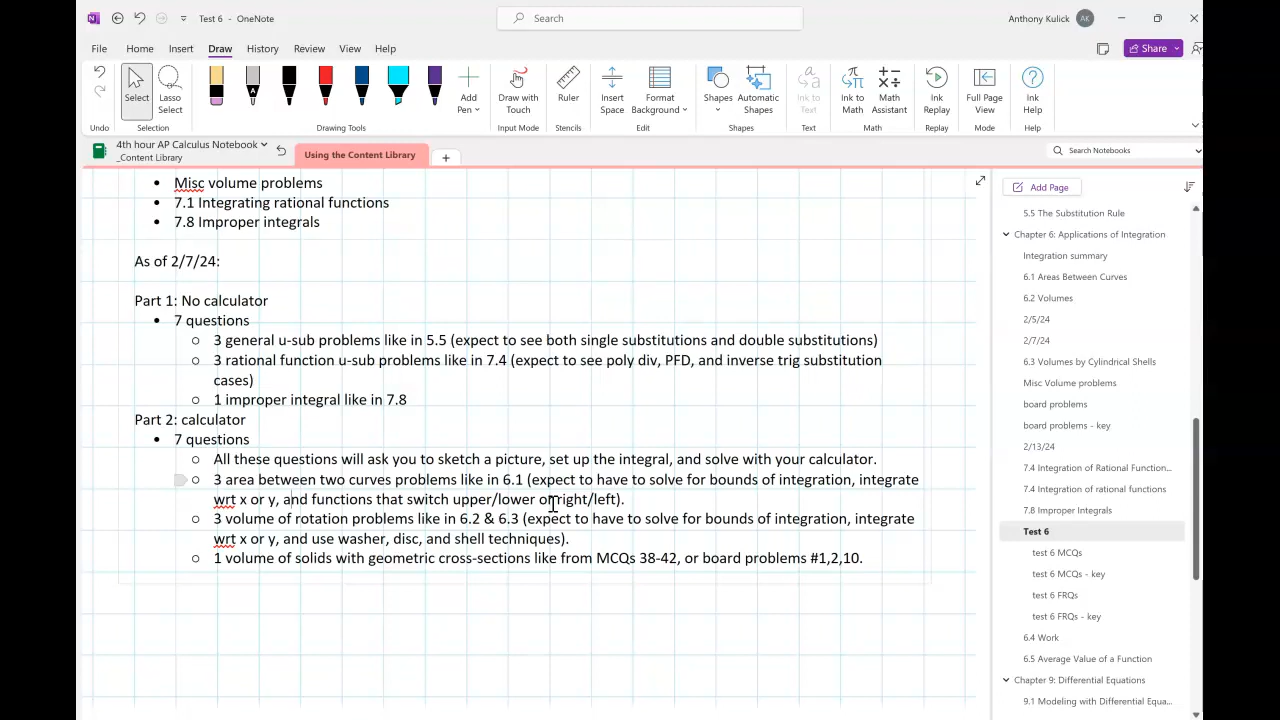 Test 6 - OneNote
Search
Anthony Kulick
AK
File Home Insert Draw History Review View Help
Share
Select
Lasso Select
Add Pen
Draw with Touch
Ruler
Insert Space
Format Background
Shapes
Automatic Shapes
Ink to Text
Ink to Math
Math Assistant
Ink Replay
Full Page View
Ink Help
Undo Selection Drawing Tools Input Mode Stencils Edit Shapes Text Math Replay Mode Help
4th hour AP Calculus Notebook
_Content Library
Using the Content Library
+
Search Notebooks
• Misc volume problems
• 7.1 Integrating rational functions
• 7.8 Improper integrals
As of 2/7/24:
Part 1: No calculator
• 7 questions
○ 3 general u-sub problems like in 5.5 (expect to see both single substitutions and double substitutions)
○ 3 rational function u-sub problems like in 7.4 (expect to see poly div, PFD, and inverse trig substitution
cases)
○ 1 improper integral like in 7.8
Part 2: calculator
• 7 questions
○ All these questions will ask you to sketch a picture, set up the integral, and solve with your calculator.
○ 3 area between two curves problems like in 6.1 (expect to have to solve for bounds of integration, integrate
wrt x or y, and functions that switch upper/lower or right/left).
○ 3 volume of rotation problems like in 6.2 & 6.3 (expect to have to solve for bounds of integration, integrate
wrt x or y, and use washer, disc, and shell techniques).
○ 1 volume of solids with geometric cross-sections like from MCQs 38-42, or board problems #1,2,10.
Add Page
5.5 The Substitution Rule
Chapter 6: Applications of Integration
Integration summary
6.1 Areas Between Curves
6.2 Volumes
2/5/24
2/7/24
6.3 Volumes by Cylindrical Shells
Misc Volume problems
board problems
board problems - key
2/13/24
7.4 Integration of Rational Function...
7.4 Integration of rational functions
7.8 Improper Integrals
Test 6
test 6 MCQs
test 6 MCQs - key
test 6 FRQs
test 6 FRQs - key
6.4 Work
6.5 Average Value of a Function
Chapter 9: Differential Equations
9.1 Modeling with Differential Equa...